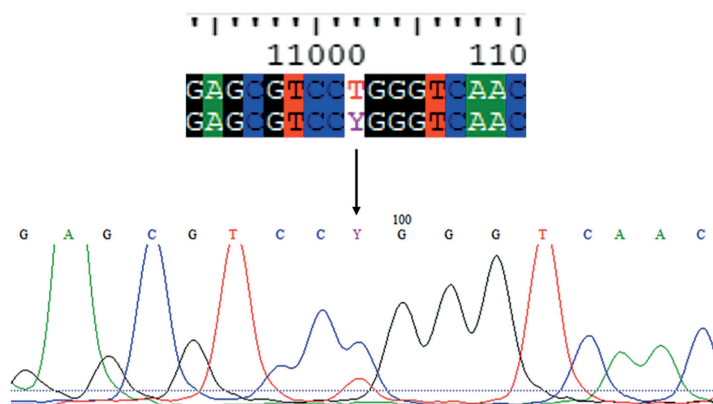 11000 110
GAGCGTCCTGGGTCAAC
GAGCGTCCYGGGTCAAC
100
G A G C G T C C Y G G G T C A A C